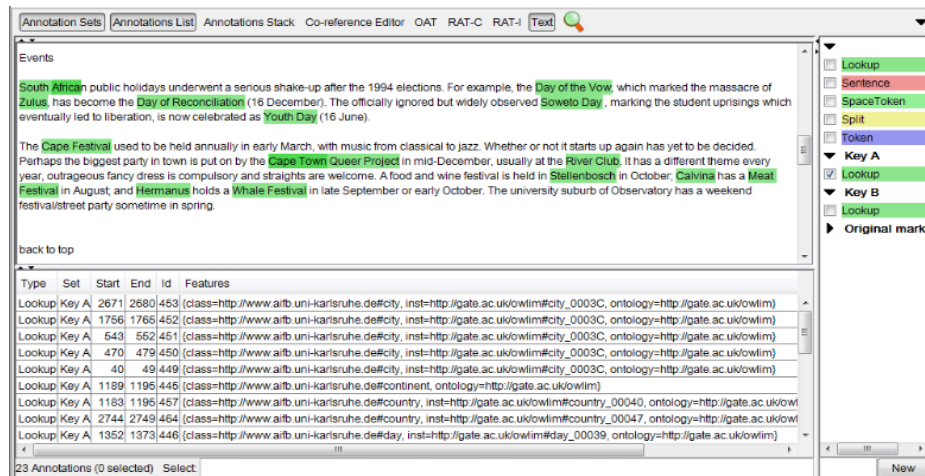 Annotation Sets Annotations List Annotations Stack Co-reference Editor OAT RAT-C RAT-I Text
Events
South African public holidays underwent a serious shake-up after the 1994 elections. For example, the Day of the Vow, which marked the massacre of
Zulus, has become the Day of Reconciliation (16 December). The officially ignored but widely observed Soweto Day , marking the student uprisings which
eventually led to liberation, is now celebrated as Youth Day (16 June).
The Cape Festival used to be held annually in early March, with music from classical to jazz. Whether or not it starts up again has yet to be decided.
Perhaps the biggest party in town is put on by the Cape Town Queer Project in mid-December, usually at the River Club. It has a different theme every
year, outrageous fancy dress is compulsory and straights are welcome. A food and wine festival is held in Stellenbosch in October, Calvina has a Meat
Festival in August; and Hermanus holds a Whale Festival in late September or early October. The university suburb of Observatory has a weekend
festival/street party sometime in spring.
back to top
Type Set Start End Id Features
Lookup Key A 2671 2680 453 {class=http://www.aifb.uni-karlsruhe.de#city, inst=http://gate.ac.uk/owlim#city_0003C, ontology=http://gate.ac.uk/owlim}
Lookup Key A 1756 1765 452 {class=http://www.aifb.uni-karlsruhe.de#city, inst=http://gate.ac.uk/owlim#city_0003C, ontology=http://gate.ac.uk/owlim}
Lookup Key A 543 552 451 {class=http://www.aifb.uni-karlsruhe.de#city, inst=http://gate.ac.uk/owlim#city_0003C, ontology=http://gate.ac.uk/owlim}
Lookup Key A 470 479 450 {class=http://www.aifb.uni-karlsruhe.de#city, inst=http://gate.ac.uk/owlim#city_0003C, ontology=http://gate.ac.uk/owlim}
Lookup Key A 40 49 449 {class=http://www.aifb.uni-karlsruhe.de#city, inst=http://gate.ac.uk/owlim#city_0003C, ontology=http://gate.ac.uk/owlim}
Lookup Key A 1189 1195 445 {class=http://www.aifb.uni-karlsruhe.de#continent, ontology=http://gate.ac.uk/owlim}
Lookup Key A 1183 1195 457 {class=http://www.aifb.uni-karlsruhe.de#country, inst=http://gate.ac.uk/owlim#country_00040, ontology=http://gate.ac.uk/owl
Lookup Key A 2744 2749 464 {class=http://www.aifb.uni-karlsruhe.de#country, inst=http://gate.ac.uk/owlim#country_00047, ontology=http://gate.ac.uk/owl
Lookup Key A 1352 1373 446 {class=http://www.aifb.uni-karlsruhe.de#day, inst=http://gate.ac.uk/owlim#day_00039, ontology=http://gate.ac.uk/owlim}
23 Annotations (0 selected) Select:
Lookup
Sentence
SpaceToken
Split
Token
Key A
Lookup
Key B
Lookup
Original mark
New